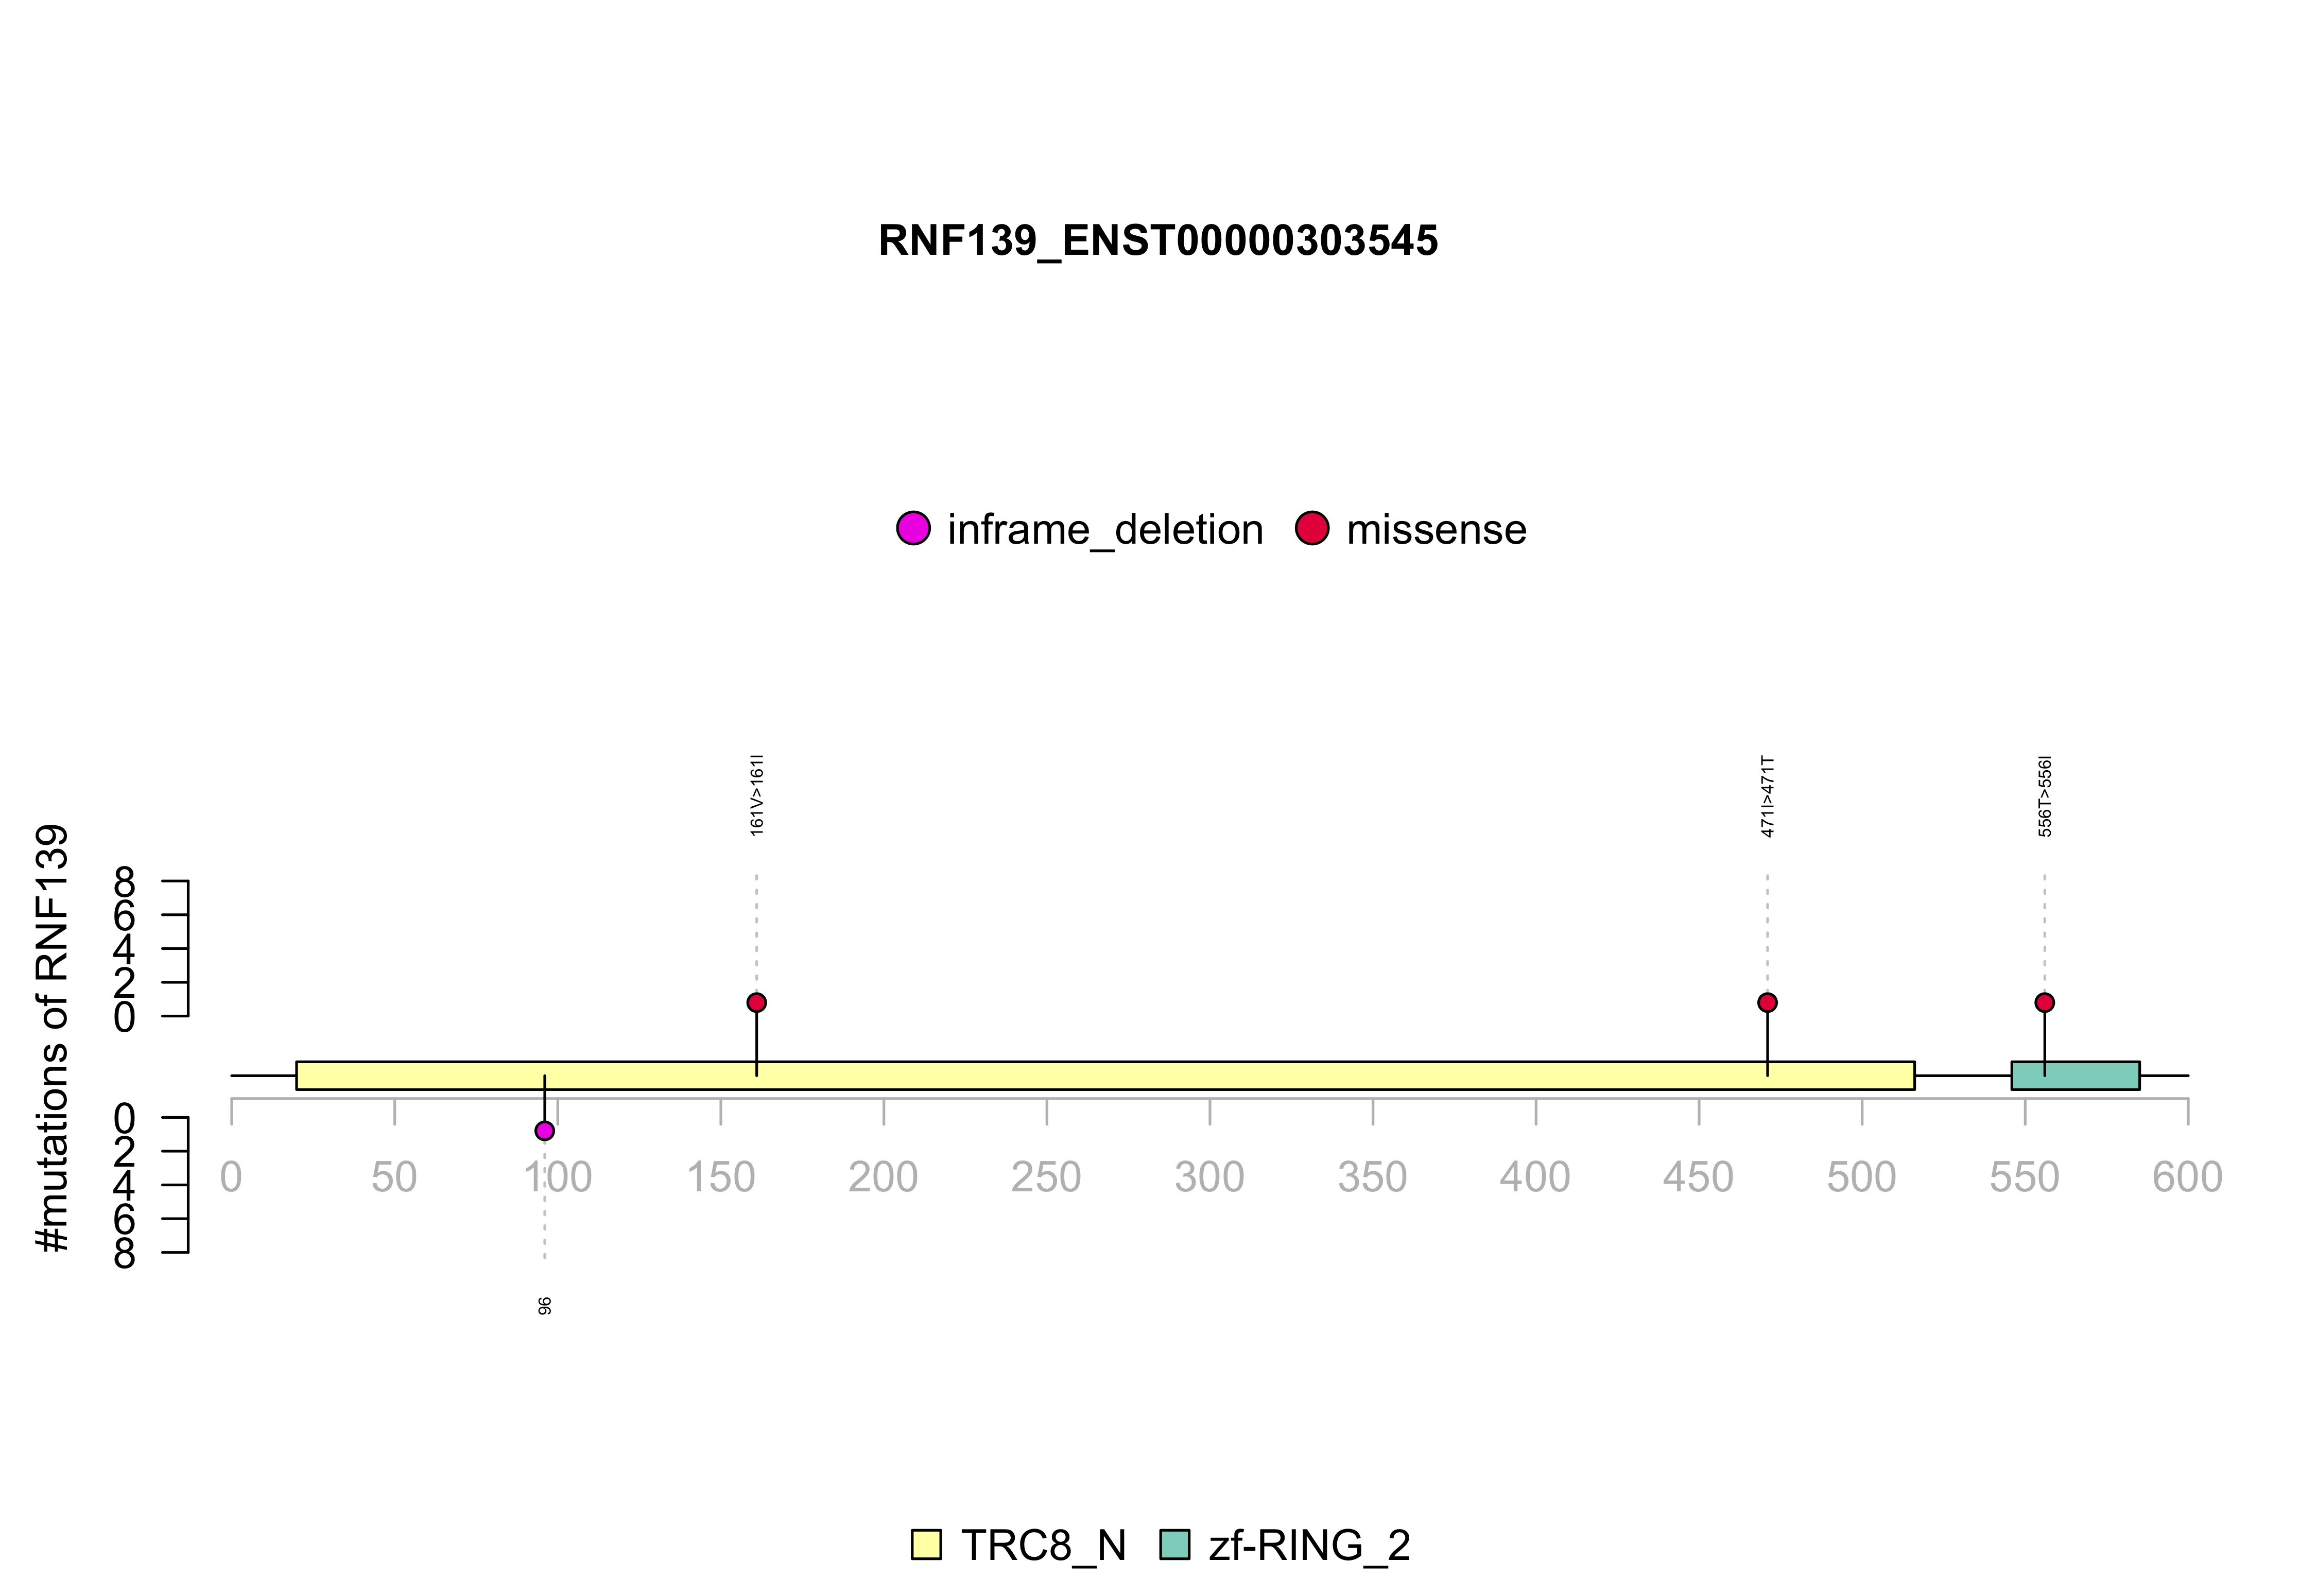 RNF139_ENST00000303545
inframe_deletion missense
161V>161I
471I>471T
556T>556I
#mutations of RNF139
8
6
4
2
0
0
2
4
6
8
0 50 100 150 200 250 300 350 400 450 500 550 600
96
TRC8_N zf-RING_2